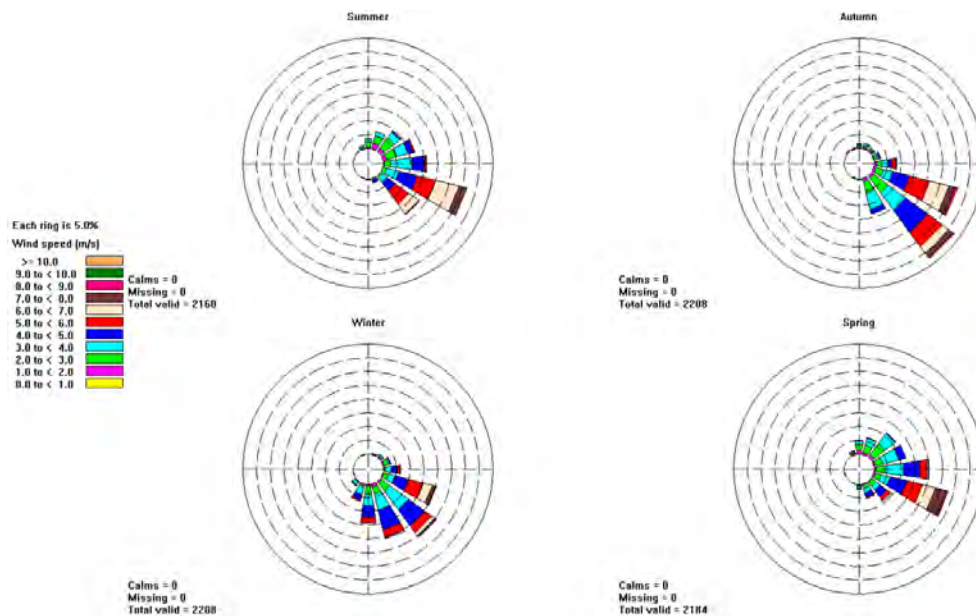 Summer
Autumn
Each ring is 5.0%
Wind speed (m/s)
>= 10.0
9.0 to < 10.0
8.0 to < 9.0
7.0 to < 8.0
6.0 to < 7.0
5.0 to < 6.0
4.0 to < 5.0
3.0 to < 4.0
2.0 to < 3.0
1.0 to < 2.0
0.0 to < 1.0
Calms = 0
Missing = 0
Total valid = 2160
Calms = 0
Missing = 0
Total valid = 2208
Winter
Spring
Calms = 0
Missing = 0
Total valid = 2208
Calms = 0
Missing = 0
Total valid = 2184